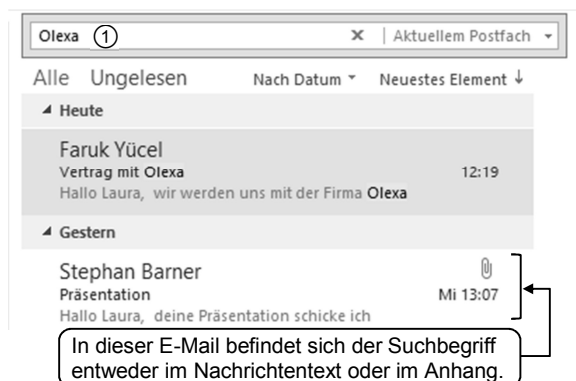 Olexa ① × | Aktuellem Postfach
Alle Ungelesen Nach Datum Neuestes Element ↓
Heute
Faruk Yücel
Vertrag mit Olexa 12:19
Hallo Laura, wir werden uns mit der Firma Olexa
Gestern
Stephan Barner
Präsentation Mi 13:07
Hallo Laura, deine Präsentation schicke ich
In dieser E-Mail befindet sich der Suchbegriff
entweder im Nachrichtentext oder im Anhang.